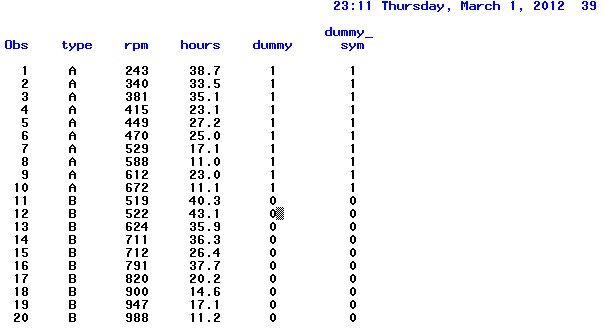 23:11 Thursday, March 1, 2012 39
dummy_
Obs type rpm hours dummy sym
1 A 243 38.7 1 1
2 A 340 33.5 1 1
3 A 381 35.1 1 1
4 A 415 23.1 1 1
5 A 449 27.2 1 1
6 A 470 25.0 1 1
7 A 529 17.1 1 1
8 A 588 11.0 1 1
9 A 612 23.0 1 1
10 A 672 11.1 1 1
11 B 519 40.3 0 0
12 B 522 43.1 0 0
13 B 624 35.9 0 0
14 B 711 36.3 0 0
15 B 712 26.4 0 0
16 B 791 37.7 0 0
17 B 820 20.2 0 0
18 B 900 14.6 0 0
19 B 947 17.1 0 0
20 B 988 11.2 0 0